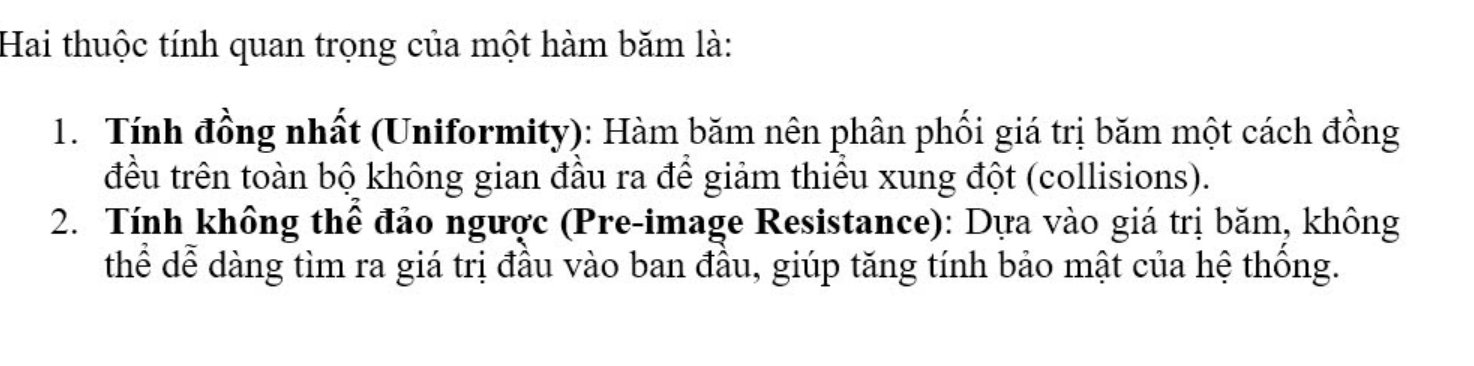 Hai thuộc tính quan trọng của một hàm băm là:
1. Tính đồng nhất (Uniformity): Hàm băm nên phân phối giá trị băm một cách đồng
đều trên toàn bộ không gian đầu ra để giảm thiểu xung đột (collisions).
2. Tính không thể đảo ngược (Pre-image Resistance): Dựa vào giá trị băm, không
thể dễ dàng tìm ra giá trị đầu vào ban đầu, giúp tăng tính bảo mật của hệ thống.